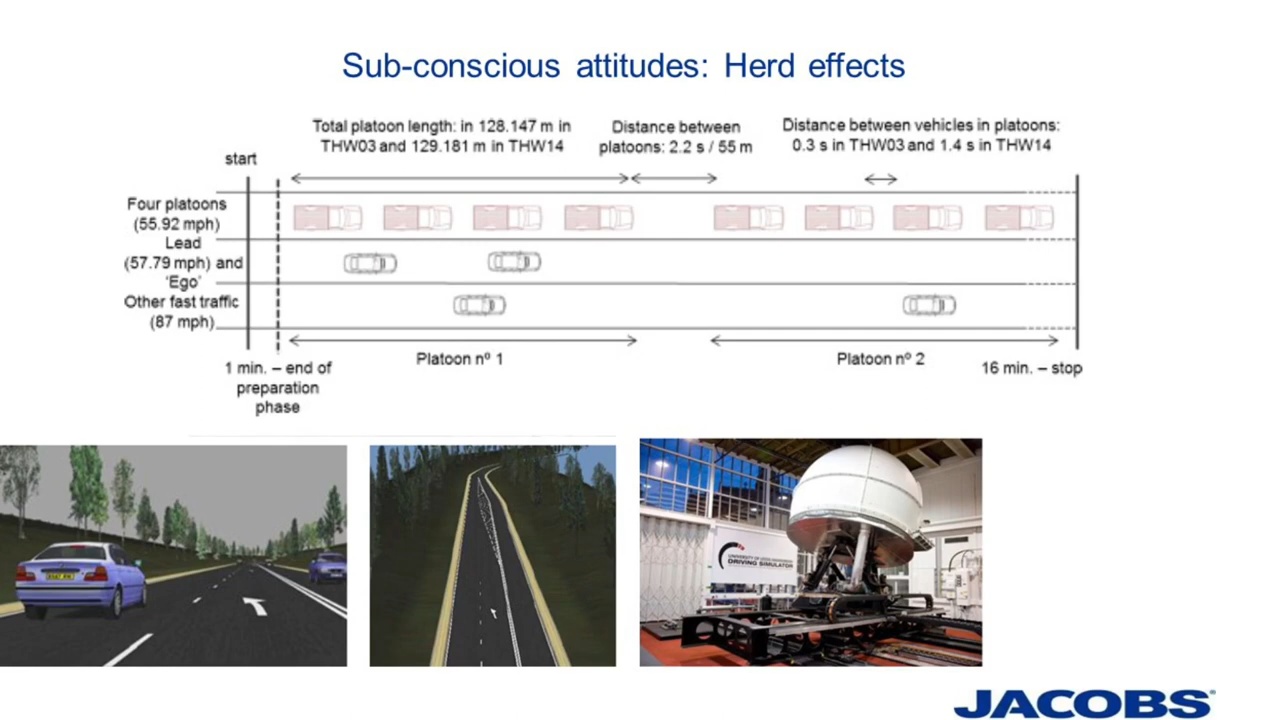 Sub-conscious attitudes: Herd effects
Total platoon length: in 128.147 m in
THW03 and 129.181 m in THW14
Distance between
platoons: 2.2 s / 55 m
Distance between vehicles in platoons:
0.3 s in THW03 and 1.4 s in THW14
start
Four platoons
(55.92 mph)
Lead
(57.79 mph) and
'Ego'
Other fast traffic
(87 mph)
Platoon nº 1
Platoon nº 2
1 min. – end of
preparation
phase
16 min. – stop
DRIVING SIMULATOR
JACOBS